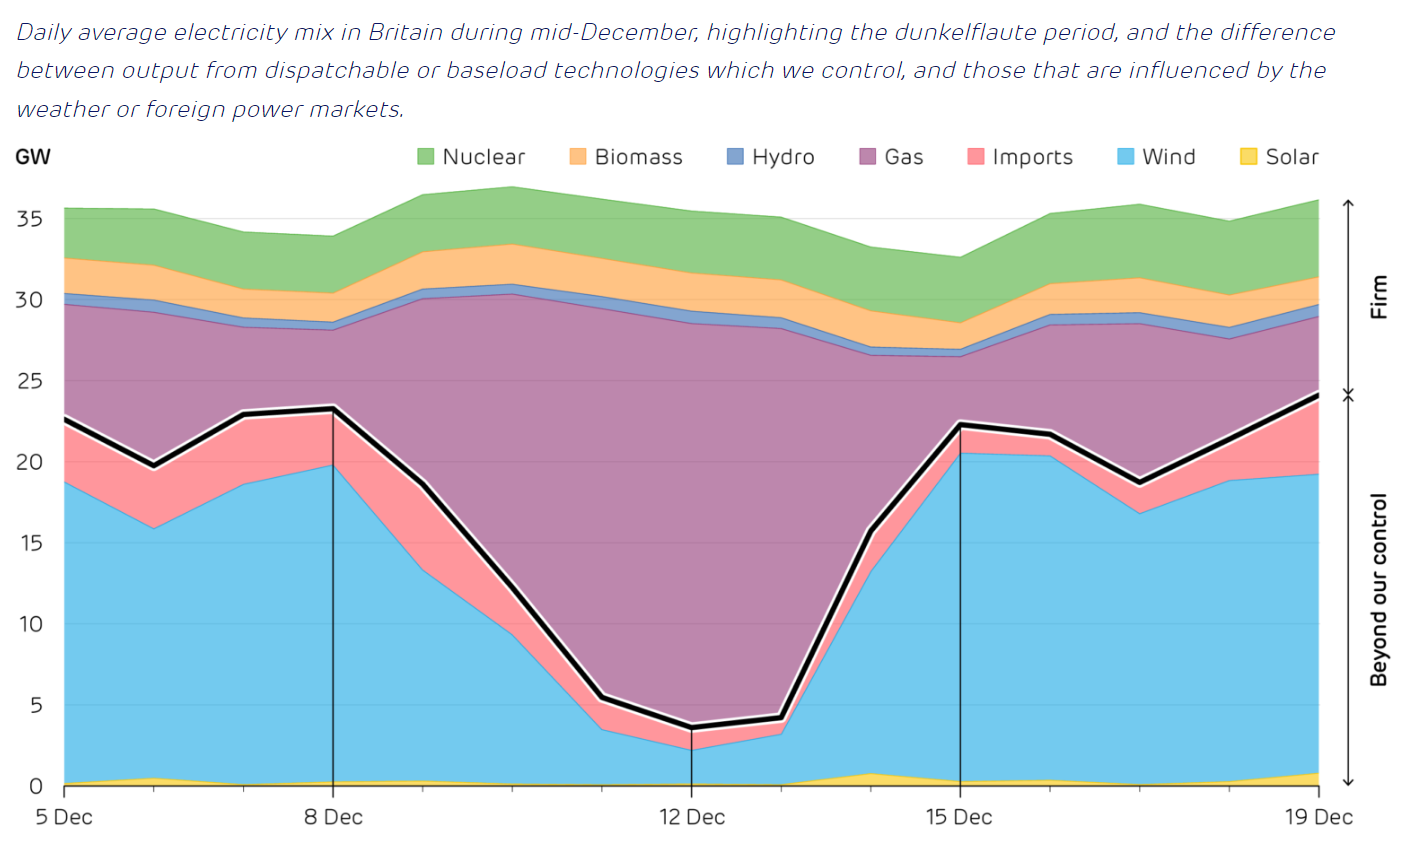 Daily average electricity mix in Britain during mid-December, highlighting the dunkelflaute period, and the difference
between output from dispatchable or baseload technologies which we control, and those that are influenced by the
weather or foreign power markets.
GW
Nuclear Biomass Hydro Gas Imports Wind Solar
35
30
25
20
15
10
5
0
5 Dec 8 Dec 12 Dec 15 Dec 19 Dec
Firm
Beyond our control